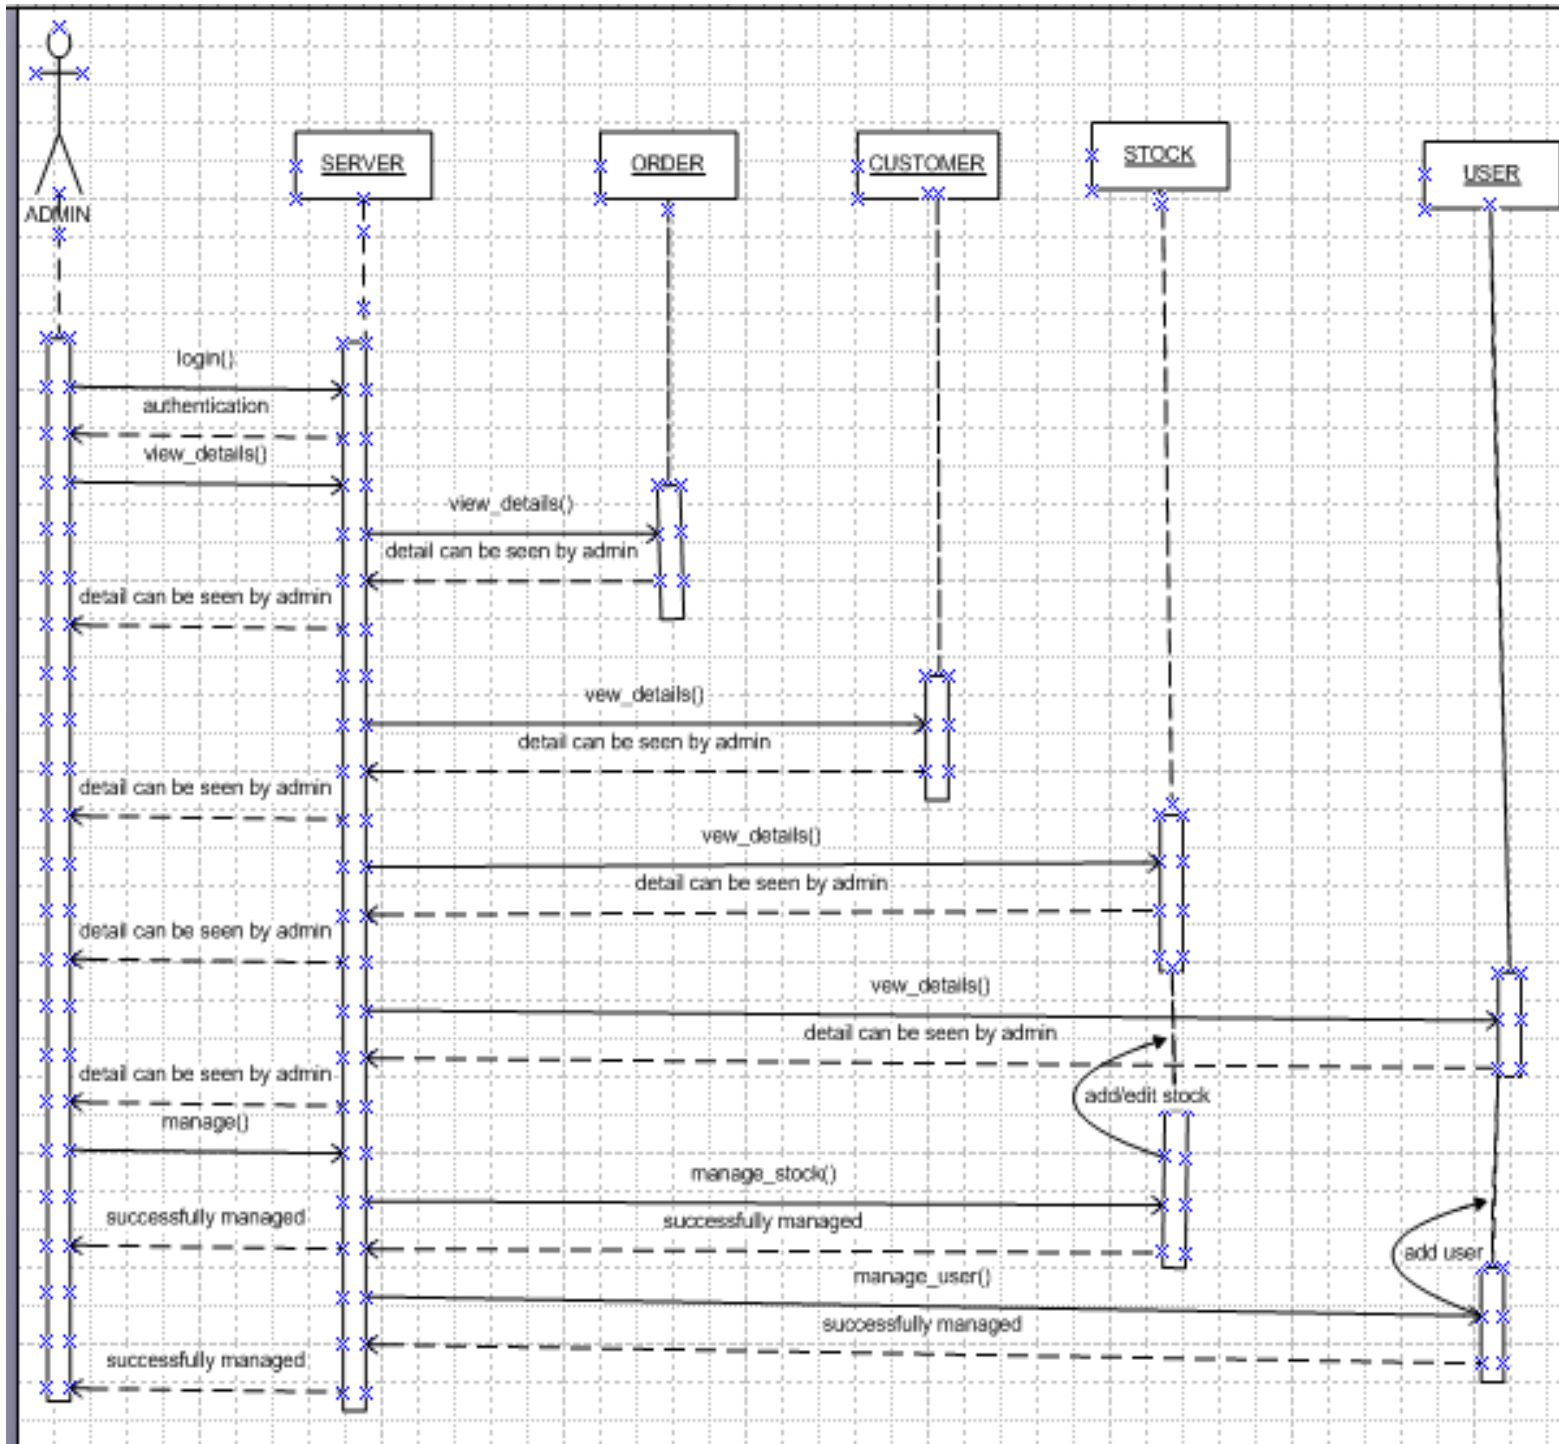 ADMIN
SERVER
ORDER
CUSTOMER
STOCK
USER
login()
authentication
view_details()
view_details()
detail can be seen by admin
detail can be seen by admin
vew_details()
detail can be seen by admin
detail can be seen by admin
vew_details()
detail can be seen by admin
detail can be seen by admin
vew_details()
detail can be seen by admin
detail can be seen by admin
add/edit stock
manage()
manage_stock()
successfully managed
successfully managed
add user
manage_user()
successfully managed
successfully managed